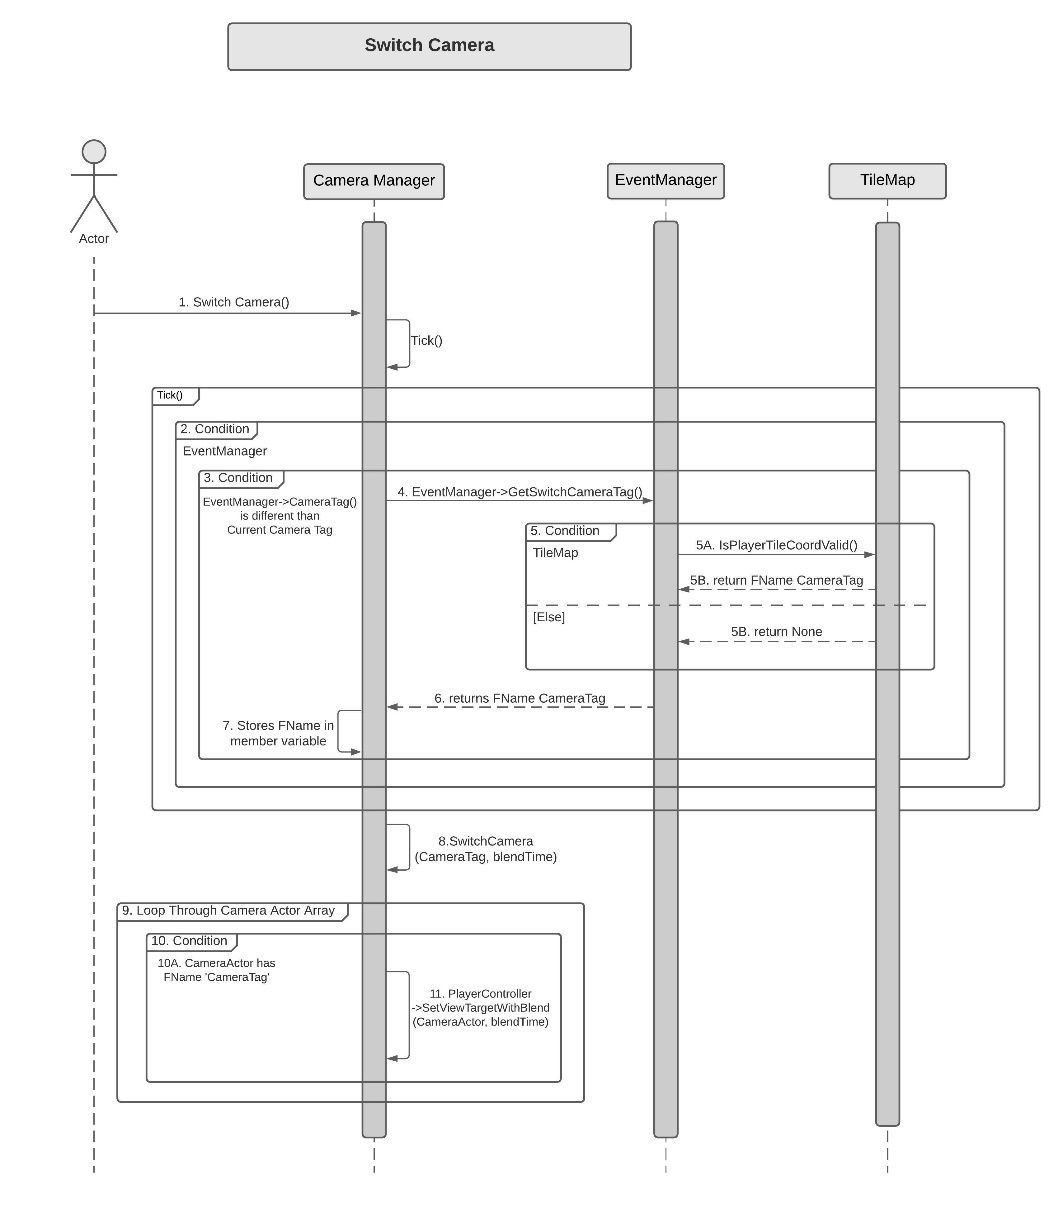 Switch Camera
Camera Manager
EventManager
TileMap
Actor
1. Switch Camera()
Tick()
Tick()
2. Condition
EventManager
3. Condition
EventManager->CameraTag()
is different than
Current Camera Tag
4. EventManager->GetSwitchCameraTag()
5. Condition
TileMap
5A. IsPlayerTileCoordValid()
5B. return FName CameraTag
[Else]
5B. return None
6. returns FName CameraTag
7. Stores FName in
member variable
8.SwitchCamera
(CameraTag, blendTime)
9. Loop Through Camera Actor Array
10. Condition
10A. CameraActor has
FName 'CameraTag'
11. PlayerController
->SetViewTargetWithBlend
(CameraActor, blendTime)